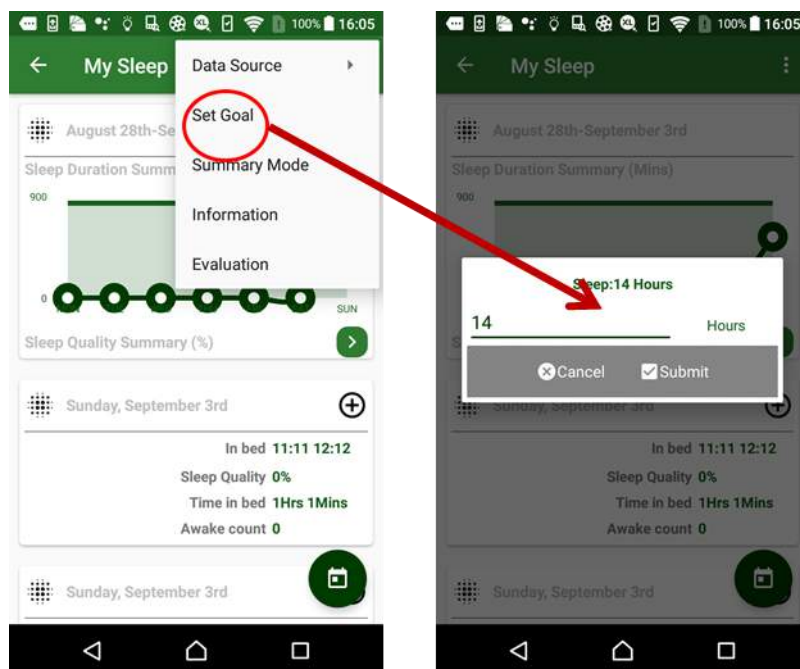 100% 16:05
My Sleep
Data Source
Set Goal
Summary Mode
Information
Evaluation
August 28th-Se
Sleep Duration Summ
900
0
SUN
Sleep Quality Summary (%)
Sunday, September 3rd
In bed 11:11 12:12
Sleep Quality 0%
Time in bed 1Hrs 1Mins
Awake count 0
Sunday, September 3rd
100% 16:05
My Sleep
August 28th-September 3rd
Sleep Duration Summary (Mins)
900
Sleep:14 Hours
14 Hours
Cancel Submit
Sunday, September 3rd
In bed 11:11 12:12
Sleep Quality 0%
Time in bed 1Hrs 1Mins
Awake count 0
Sunday, September 3rd